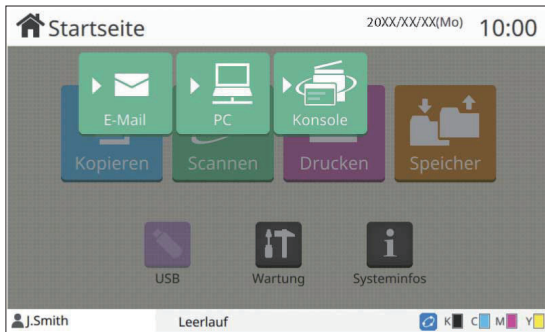 Startseite 20XX/XX/XX(Mo) 10:00
E-Mail PC Konsole
Kopieren Scannen Drucken Speicher
USB Wartung Systeminfos
J.Smith Leerlauf K C M Y